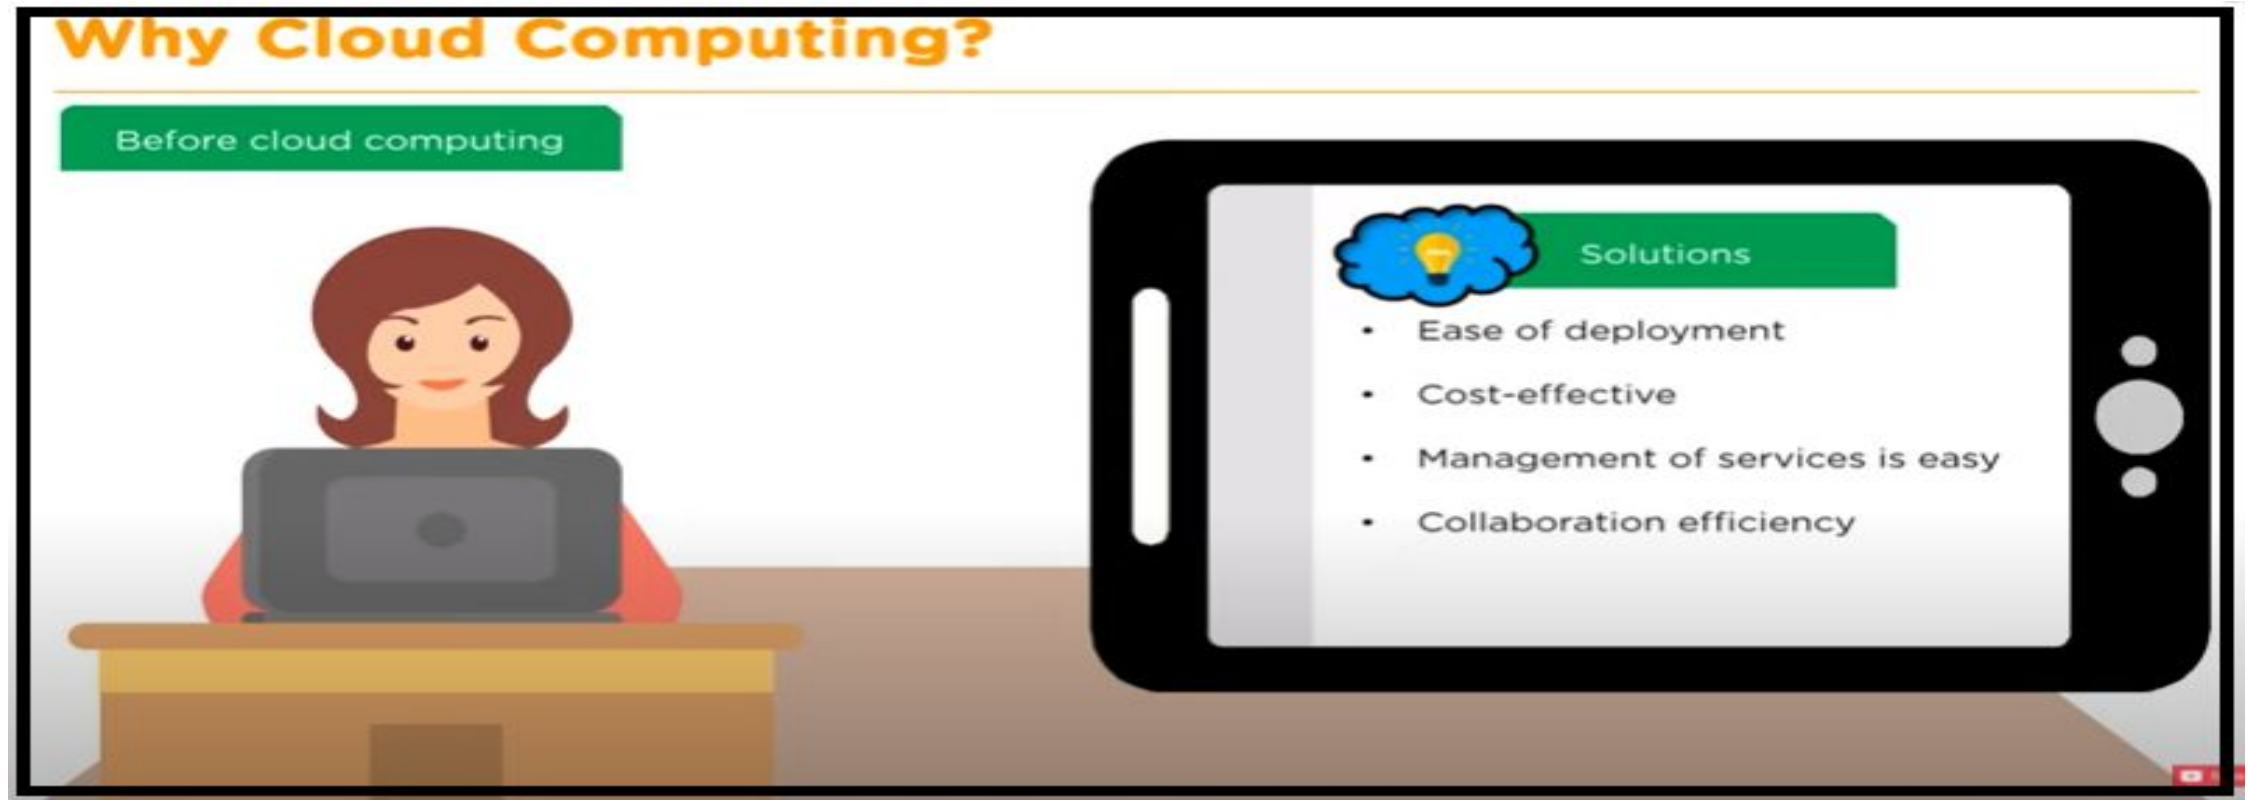 Why Cloud Computing?
Before cloud computing
Solutions
• Ease of deployment
• Cost-effective
• Management of services is easy
• Collaboration efficiency